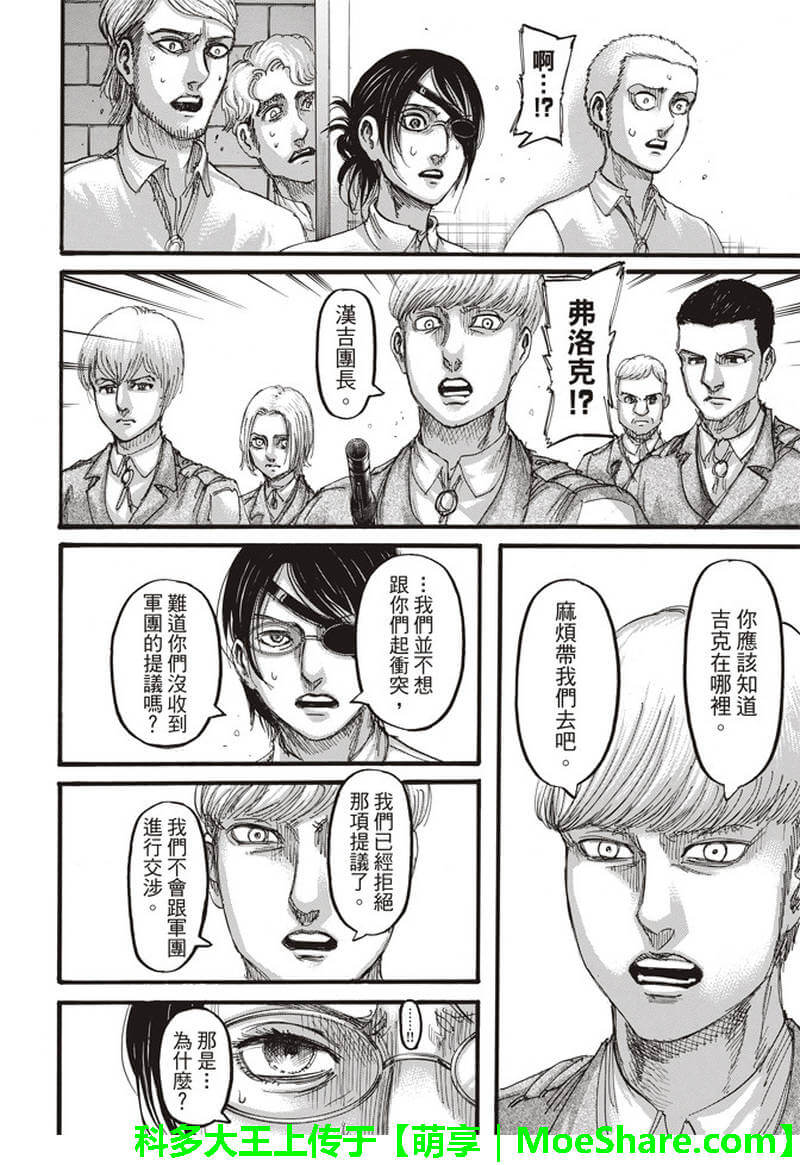 啊…!?
弗洛克!?
漢吉團長。
你應該知道
吉克在哪裡。
麻煩帶我們去吧。
…我們並不想
跟你們起衝突，
難道你們沒收到
軍團的提議嗎？
我們已經拒絕
那項提議了。
我們不會跟軍團
進行交涉。
……!!
那是…
為什麼？
科多大王上传于【萌享 | MoeShare.com】